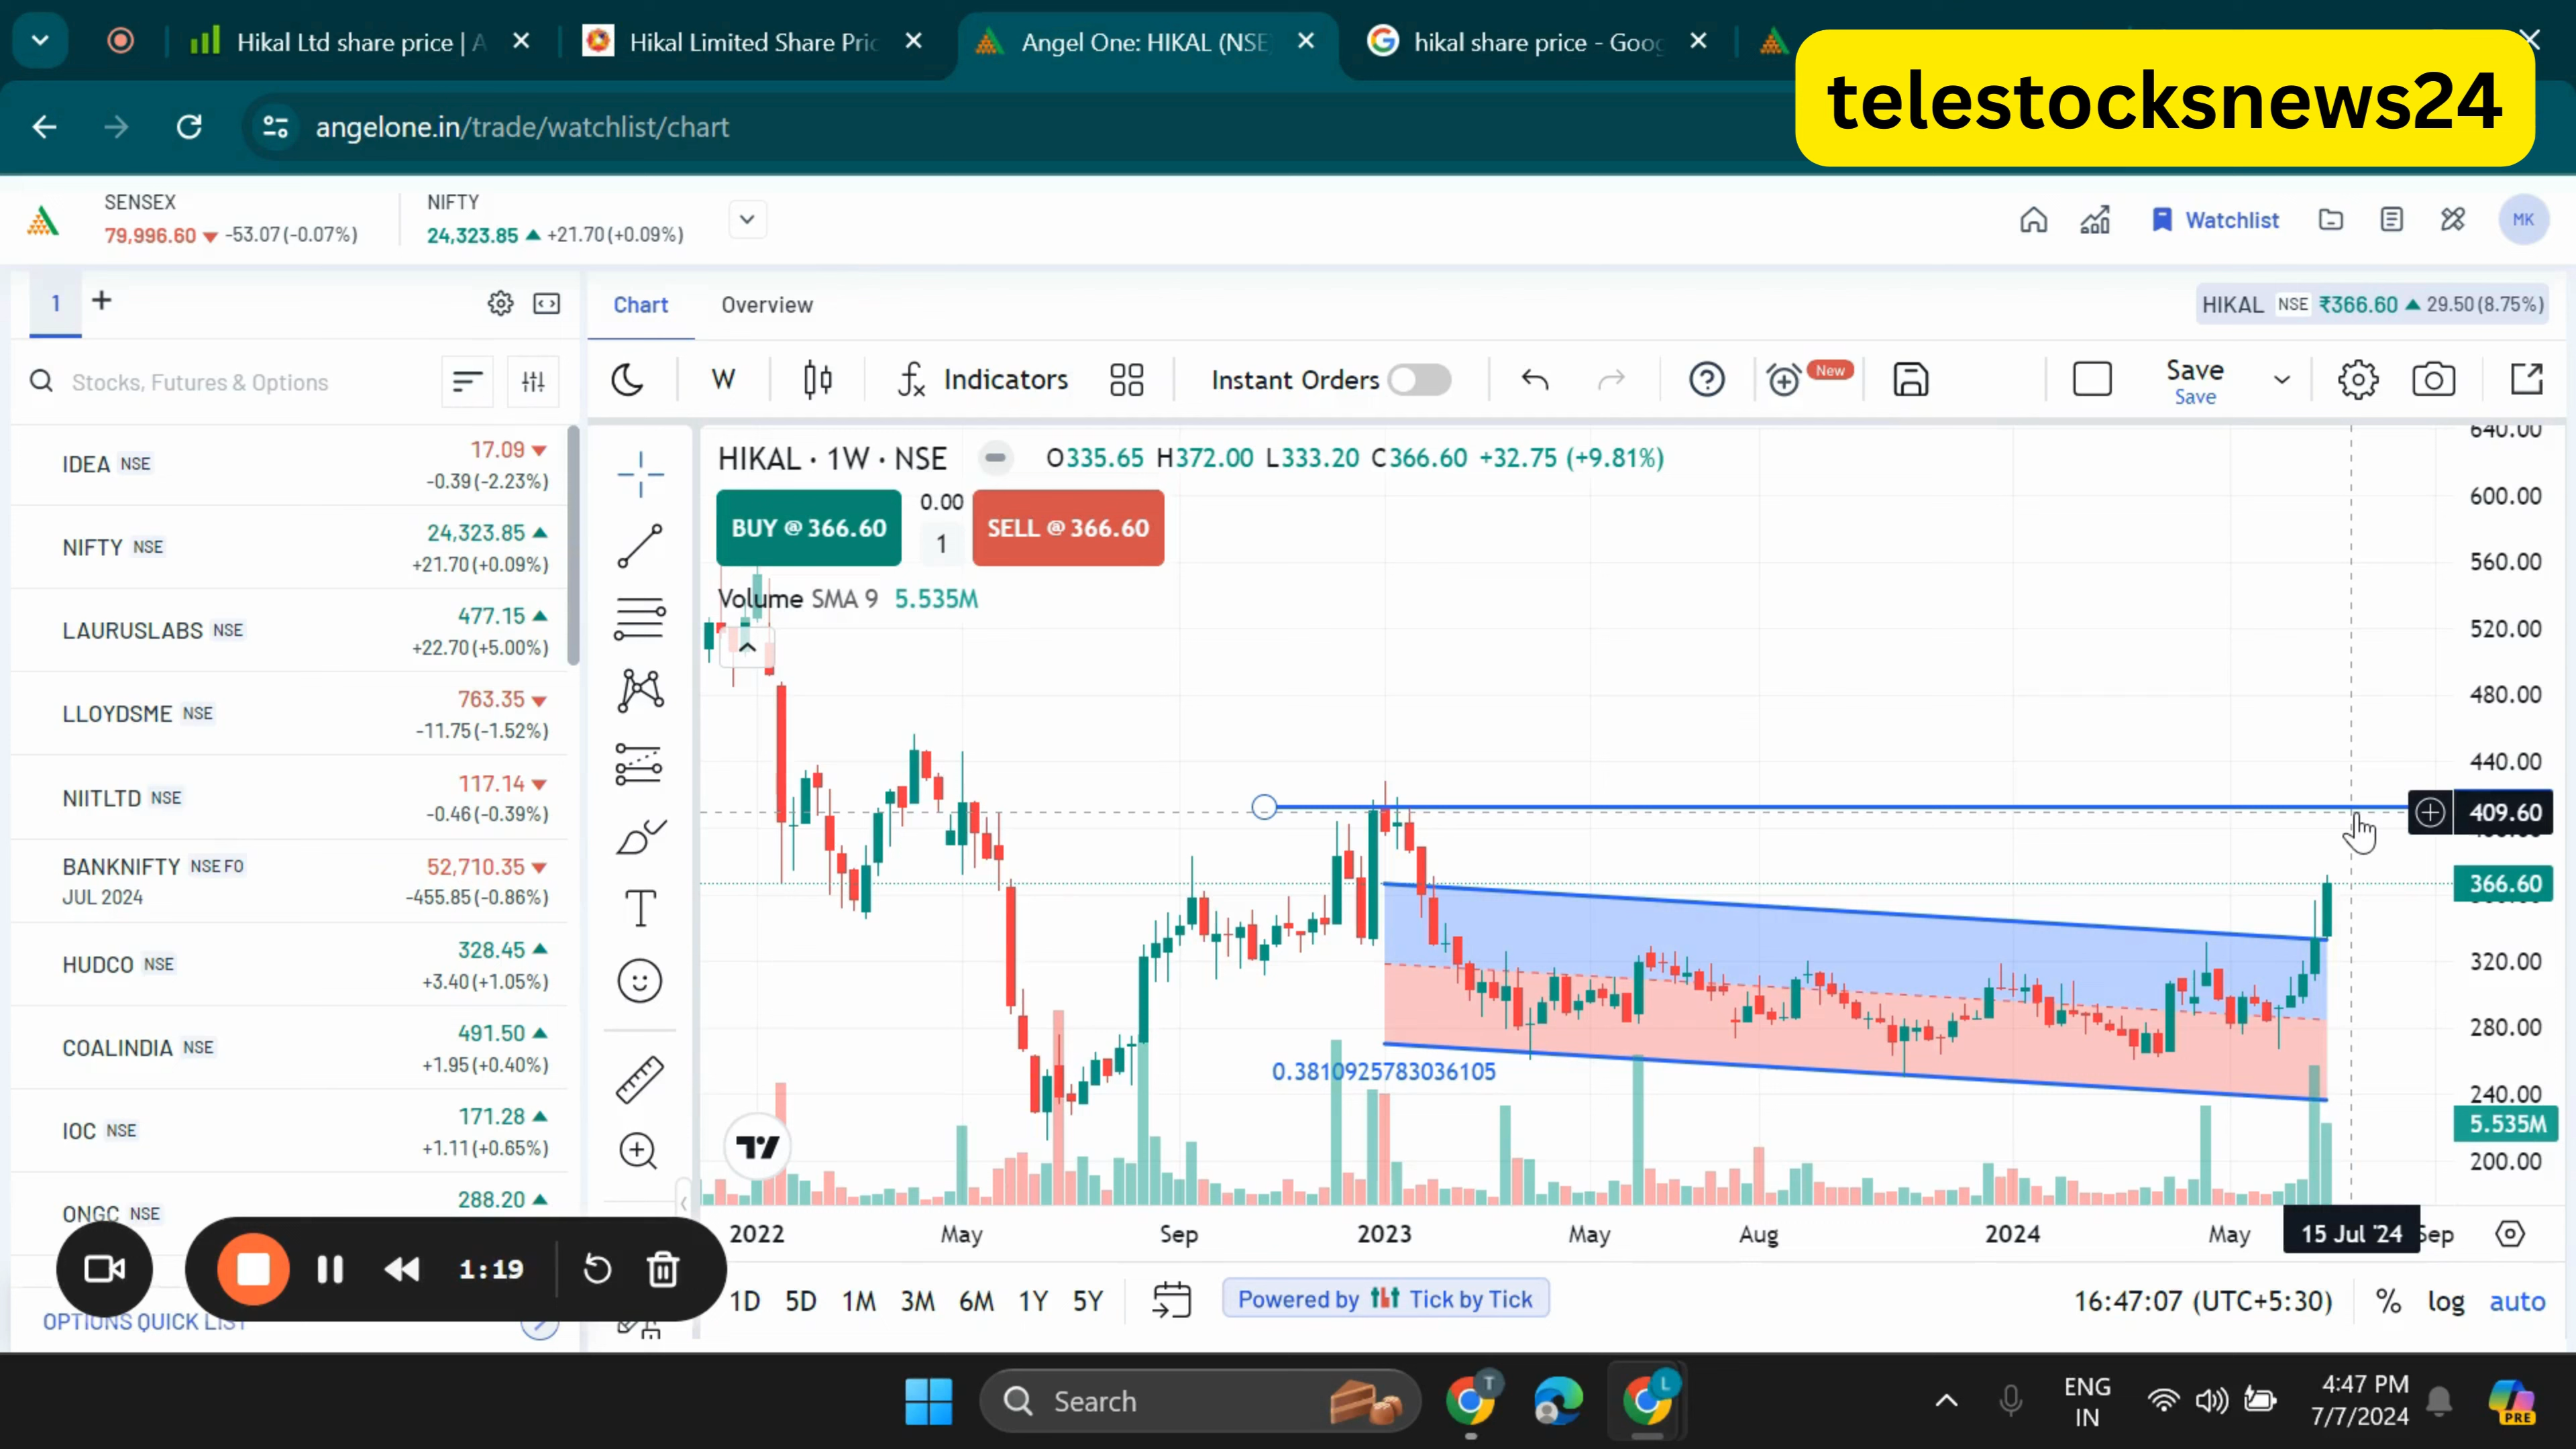 Hikal Ltd share price | A
Hikal Limited Share Pric
Angel One: HIKAL (NSE
hikal share price - Goog
telestocksnews24
angelone.in/trade/watchlist/chart
SENSEX
79,996.60 ▼ -53.07(-0.07%)
NIFTY
24,323.85 ▲ +21.70(+0.09%)
Watchlist
MK
1
+
Chart
Overview
HIKAL NSE ₹366.60 ▲ 29.50(8.75%)
Stocks, Futures & Options
W
Indicators
Instant Orders
New
Save
Save
IDEA NSE
17.09 ▼
-0.39(-2.23%)
NIFTY NSE
24,323.85 ▲
+21.70(+0.09%)
LAURUSLABS NSE
477.15 ▲
+22.70(+5.00%)
LLOYDSME NSE
763.35 ▼
-11.75(-1.52%)
NIITLTD NSE
117.14 ▼
-0.46(-0.39%)
BANKNIFTY NSE FO
JUL 2024
52,710.35 ▼
-455.85(-0.86%)
HUDCO NSE
328.45 ▲
+3.40(+1.05%)
COALINDIA NSE
491.50 ▲
+1.95(+0.40%)
IOC NSE
171.28 ▲
+1.11(+0.65%)
ONGC NSE
288.20 ▲
OPTIONS QUICK LIST
1:19
HIKAL · 1W · NSE
O335.65 H372.00 L333.20 C366.60 +32.75 (+9.81%)
BUY @ 366.60
0.00
1
SELL @ 366.60
Volume SMA 9 5.535M
0.3810925783036105
640.00
600.00
560.00
520.00
480.00
440.00
409.60
366.60
320.00
280.00
240.00
5.535M
200.00
2022
May
Sep
2023
May
Aug
2024
May
15 Jul '24
Sep
1D 5D 1M 3M 6M 1Y 5Y
Powered by Tick by Tick
16:47:07 (UTC+5:30)
% log auto
Search
T
L
ENG
IN
4:47 PM
7/7/2024
PRE